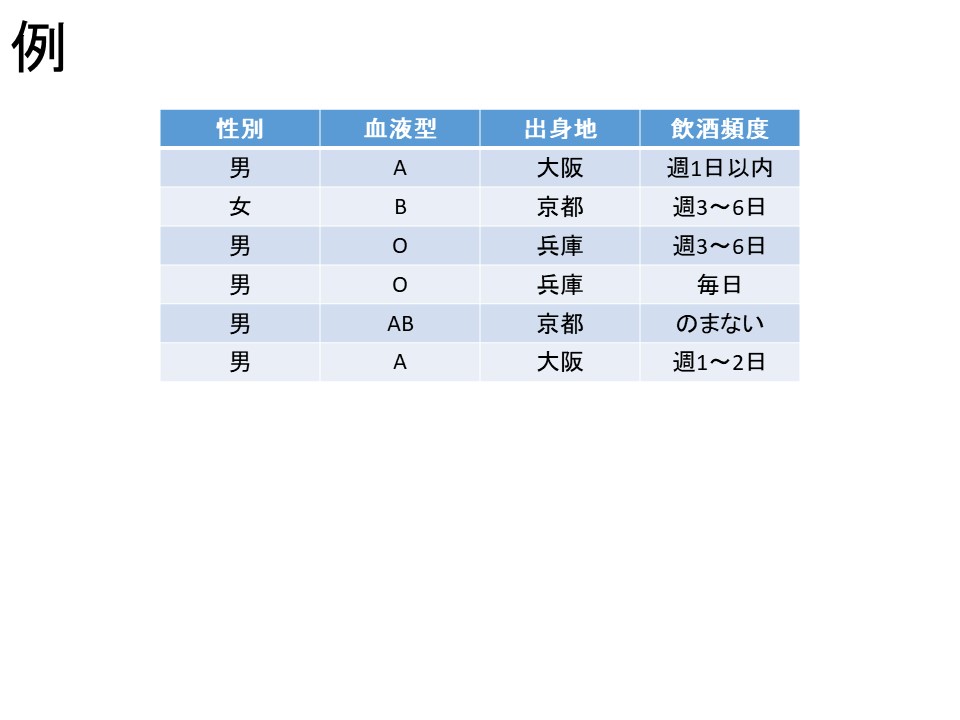 例
性別 血液型 出身地 飲酒頻度
男 A 大阪 週1日以内
女 B 京都 週3～6日
男 O 兵庫 週3～6日
男 O 兵庫 毎日
男 AB 京都 のまない
男 A 大阪 週1～2日